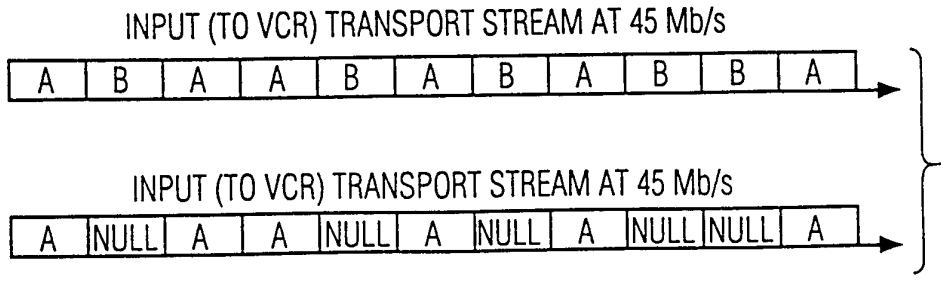 INPUT (TO VCR) TRANSPORT STREAM AT 45 Mb/s
A B A A B A B A B B A
INPUT (TO VCR) TRANSPORT STREAM AT 45 Mb/s
A NULL A A NULL A NULL A NULL NULL A